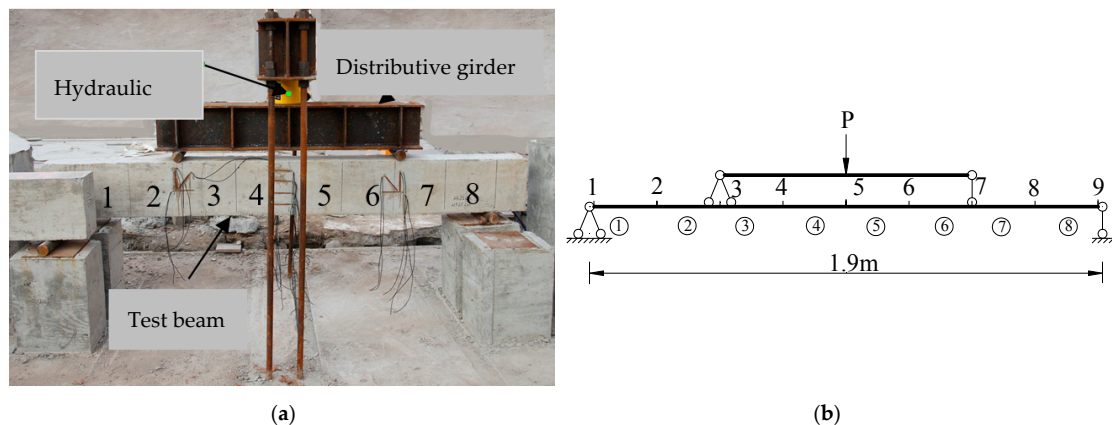 Hydraulic
Distributive girder
1 2 3 4 5 6 7 8
Test beam
(a)
P
1 2 3 4 5 6 7 8 9
① ② ③ ④ ⑤ ⑥ ⑦ ⑧
1.9m
(b)